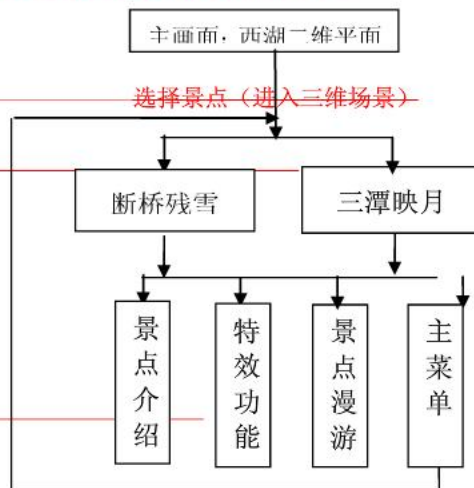 主画面，西湖二维平面
选择景点（进入三维场景）
断桥残雪
三潭映月
景点介绍
特效功能
景点漫游
主菜单